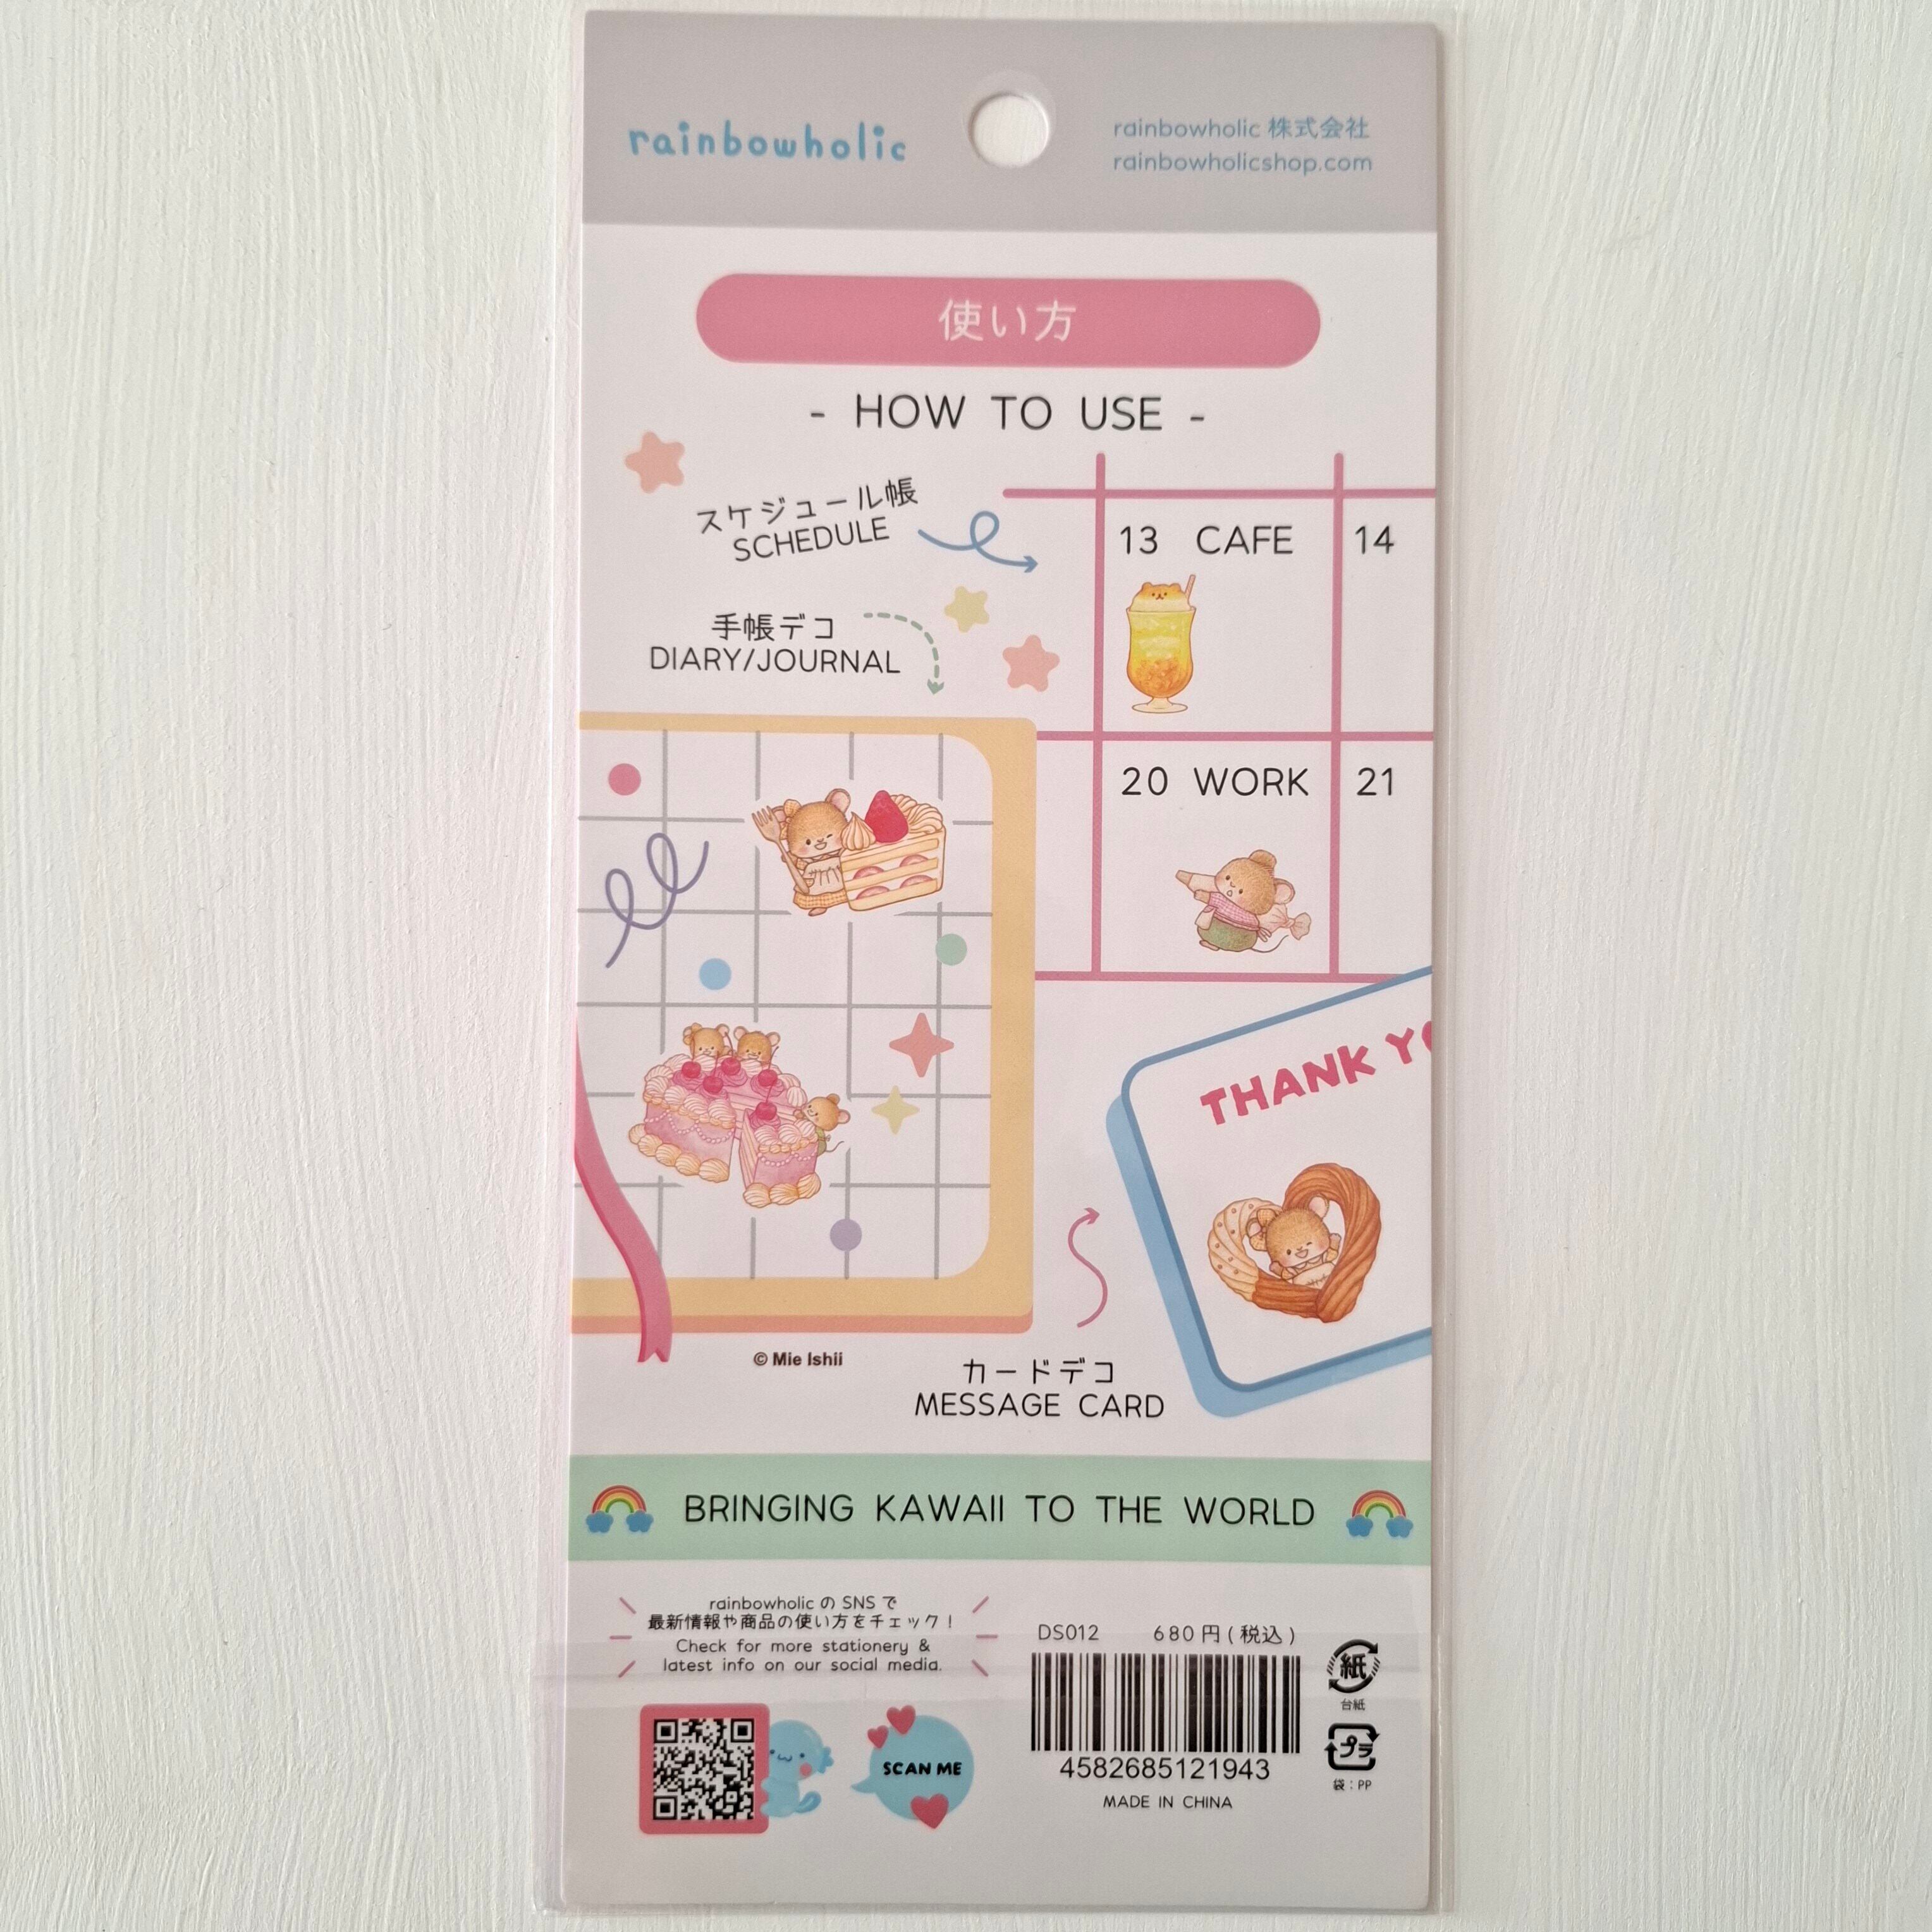 rainbowholic
rainbowholic 株式会社
rainbowholicshop.com
使い方
- HOW TO USE -
スケジュール帳
SCHEDULE
13 CAFE
14
手帳デコ
DIARY/JOURNAL
20 WORK
21
THANK YO
© Mie Ishii
カードデコ
MESSAGE CARD
BRINGING KAWAII TO THE WORLD
rainbowholic の SNS で
最新情報や商品の使い方をチェック！
Check for more stationery &
latest info on our social media.
SCAN ME
DS012 680円(税込)
4582685121943
MADE IN CHINA
紙
台紙
プラ
袋：PP